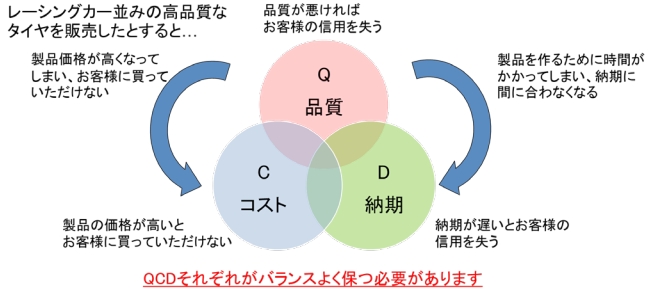 レーシングカー並みの高品質な
タイヤを販売したとすると…
品質が悪ければ
お客様の信用を失う
製品価格が高くなって
しまい、お客様に買って
いただけない
製品を作るために時間が
かかってしまい、納期に
間に合わなくなる
Q
品質
C
コスト
D
納期
製品の価格が高いと
お客様に買っていただけない
納期が遅いとお客様の
信用を失う
QCDそれぞれがバランスよく保つ必要があります